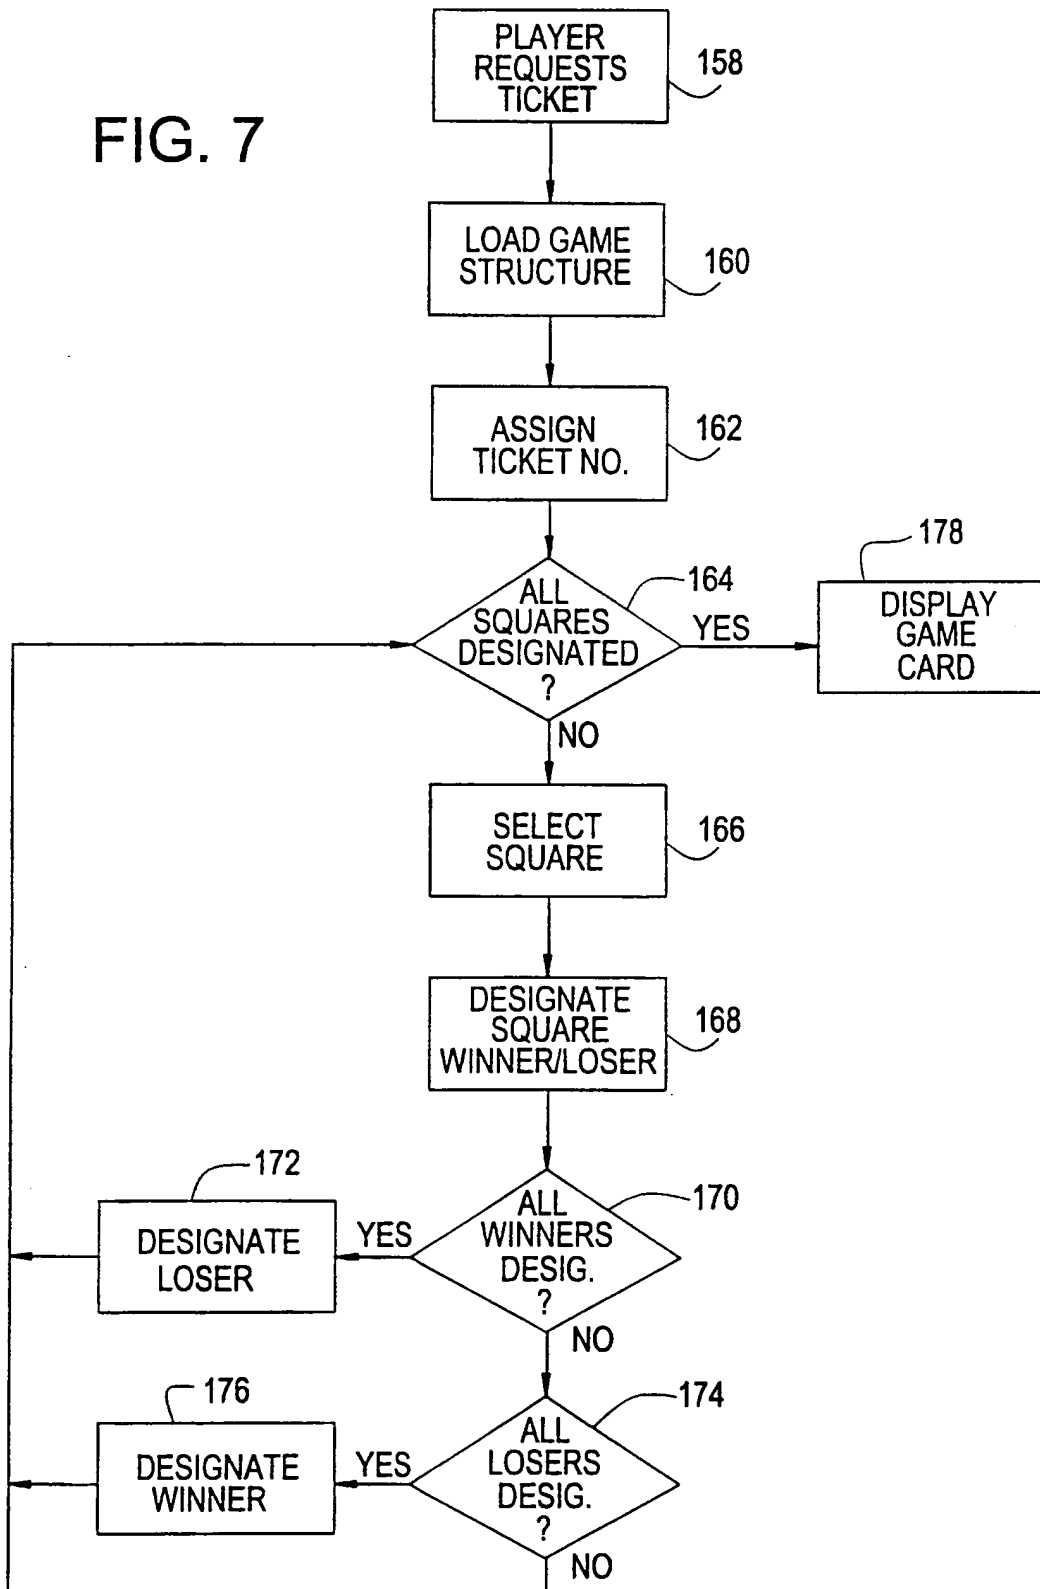 FIG. 7
PLAYER
REQUESTS
TICKET
158
LOAD GAME
STRUCTURE
160
ASSIGN
TICKET NO.
162
ALL
SQUARES
DESIGNATED
?
164
YES
178
DISPLAY
GAME
CARD
NO
SELECT
SQUARE
166
DESIGNATE
SQUARE
WINNER/LOSER
168
172
DESIGNATE
LOSER
YES
ALL
WINNERS
DESIG.
?
170
NO
176
DESIGNATE
WINNER
YES
ALL
LOSERS
DESIG.
?
174
NO